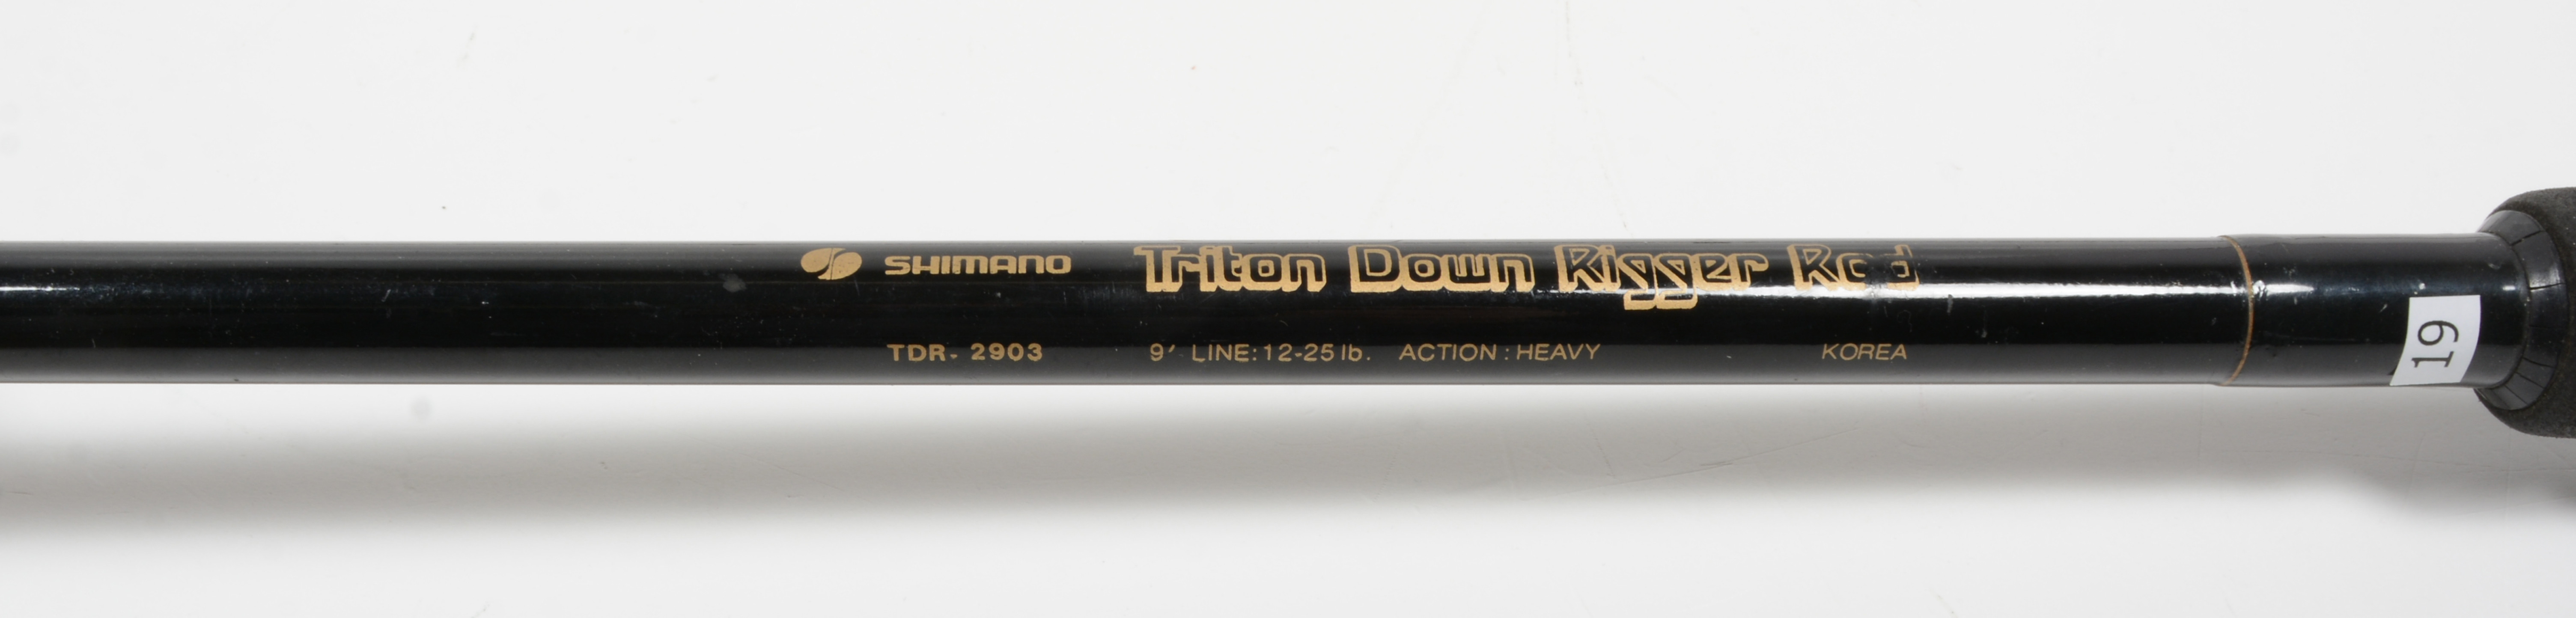 SHIMANO Triton Down Rigger Rod
TDR- 2903 9' LINE:12-25 lb. ACTION : HEAVY KOREA
19